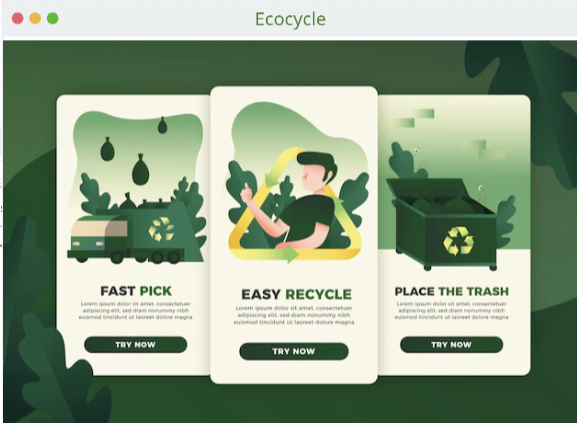 Ecocycle
FAST PICK
Lorem ipsum dolor sit amet, consectetuer
adipiscing elit, sed diam nonummy nibh
euismod tincidunt ut laoreet dolore magna
TRY NOW
EASY RECYCLE
Lorem ipsum dolor sit amet, consectetuer
adipiscing elit, sed diam nonummy nibh
euismod tincidunt ut laoreet dolore magna
TRY NOW
PLACE THE TRASH
Lorem ipsum dolor sit amet, consectetuer
adipiscing elit, sed diam nonummy nibh
euismod tincidunt ut laoreet dolore magna
TRY NOW